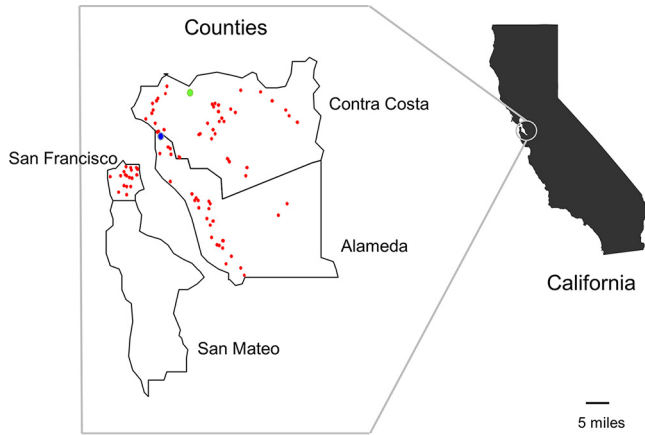 Counties
Contra Costa
San Francisco
Alameda
California
San Mateo
5 miles